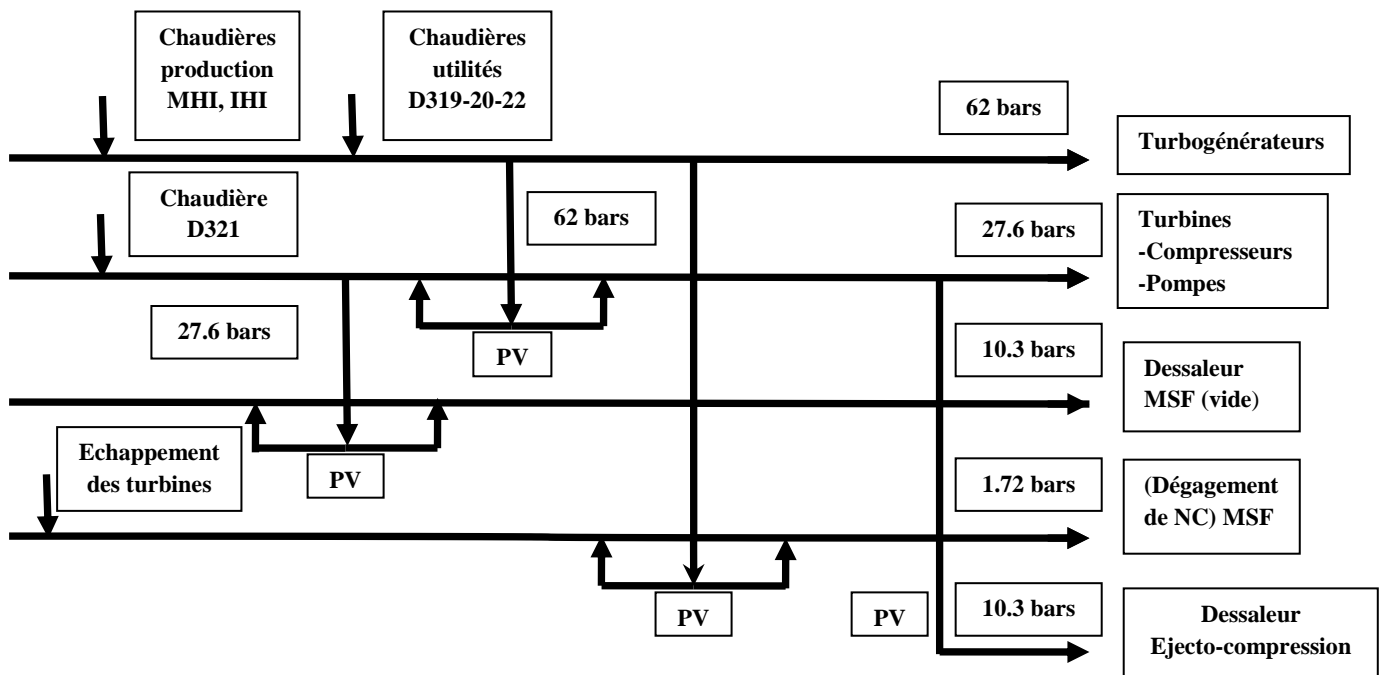 Chaudières
production
MHI, IHI
Chaudières
utilités
D319-20-22
62 bars
Turbogénérateurs
Chaudière
D321
62 bars
27.6 bars
Turbines
-Compresseurs
-Pompes
27.6 bars
PV
10.3 bars
Dessaleur
MSF (vide)
Echappement
des turbines
PV
1.72 bars
(Dégagement
de NC) MSF
PV
PV
10.3 bars
Dessaleur
Ejecto-compression